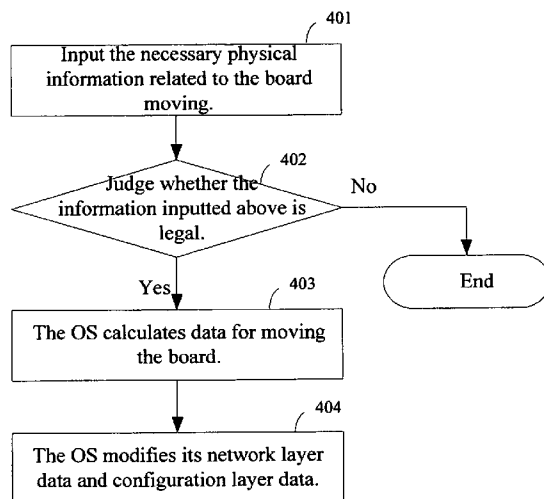 401
Input the necessary physical
information related to the board
moving.
402
Judge whether the
information inputted above is
legal.
No
End
Yes
403
The OS calculates data for moving
the board.
404
The OS modifies its network layer
data and configuration layer data.